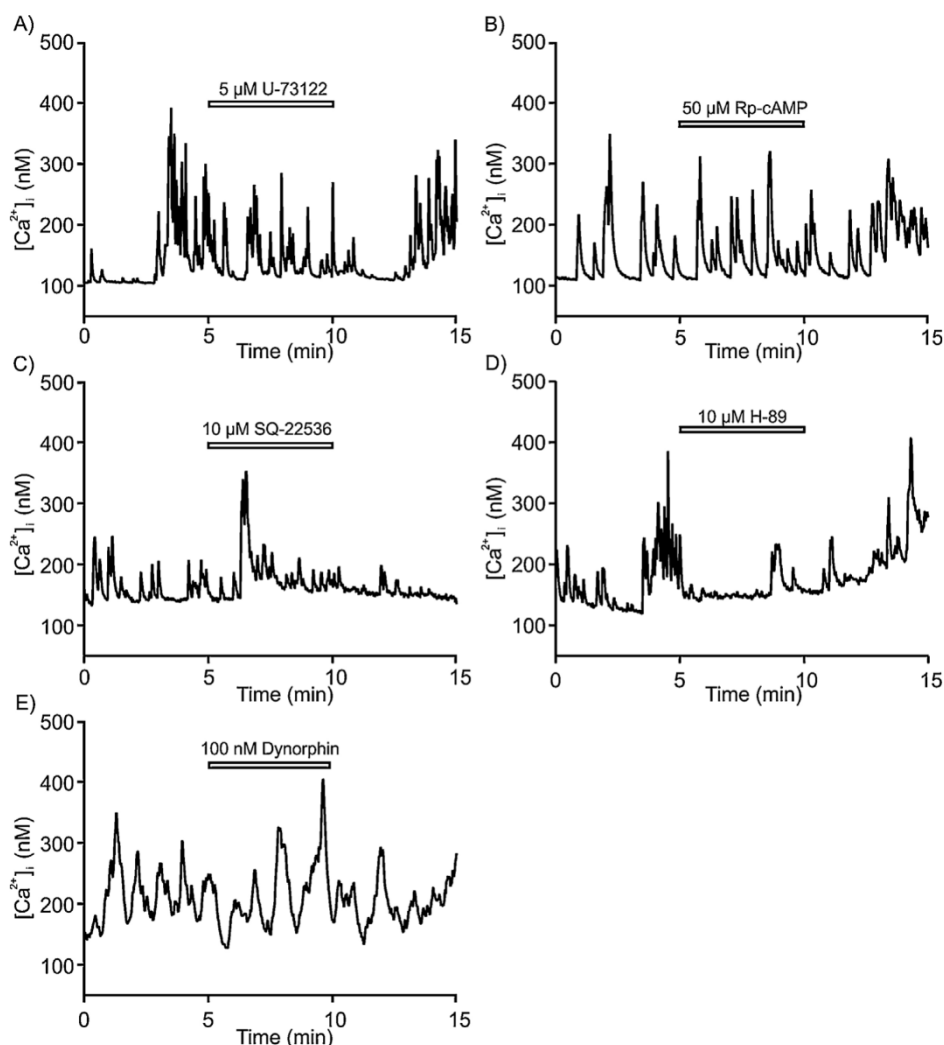 A)
500
400
300
200
100
[Ca2+]i (nM)
5 µM U-73122
0 5 10 15
Time (min)
B)
500
400
300
200
100
[Ca2+]i (nM)
50 µM Rp-cAMP
0 5 10 15
Time (min)
C)
500
400
300
200
100
[Ca2+]i (nM)
10 µM SQ-22536
0 5 10 15
Time (min)
D)
500
400
300
200
100
[Ca2+]i (nM)
10 µM H-89
0 5 10 15
Time (min)
E)
500
400
300
200
100
[Ca2+]i (nM)
100 nM Dynorphin
0 5 10 15
Time (min)